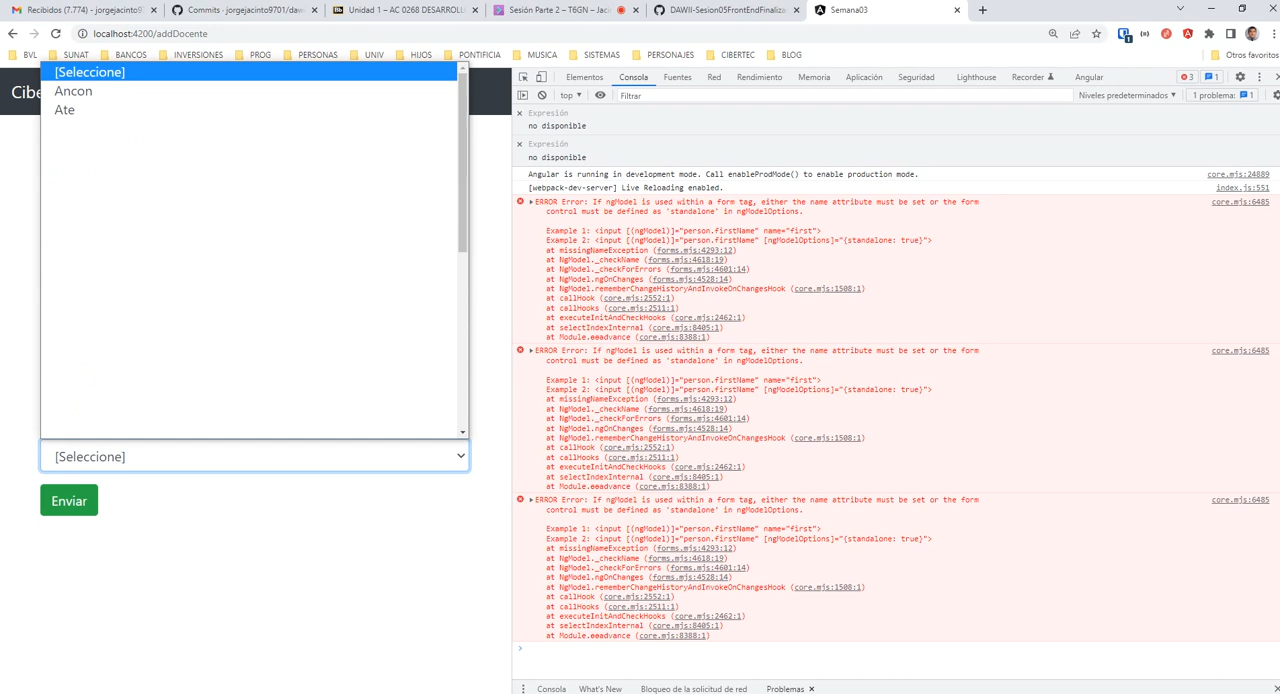 Recibidos (7.774) - jorgejacinto9
Commits · jorgejacinto9701/daw
Bb Unidad 1 – AC 0268 DESARROLL
Sesión Parte 2 – T6GN – Jac
DAWII-Sesion05FrontEndFinaliza
Semana03
localhost:4200/addDocente
BVL
SUNAT
BANCOS
INVERSIONES
PROG
PERSONAS
UNIV
HIJOS
PONTIFICIA
MUSICA
SISTEMAS
PERSONAJES
CIBERTEC
BLOG
Otros favoritos
Cibe
[Seleccione]
Ancon
Ate
[Seleccione]
Enviar
Elementos
Consola
Fuentes
Red
Rendimiento
Memoria
Aplicación
Seguridad
Lighthouse
Recorder
Angular
3
1
top
Filtrar
Niveles predeterminados
1 problema: 1
Expresión
no disponible
Expresión
no disponible
Angular is running in development mode. Call enableProdMode() to enable production mode. core.mjs:24889
[webpack-dev-server] Live Reloading enabled. index.js:551
ERROR Error: If ngModel is used within a form tag, either the name attribute must be set or the form core.mjs:6485
control must be defined as 'standalone' in ngModelOptions.
Example 1: <input [(ngModel)]="person.firstName" name="first">
Example 2: <input [(ngModel)]="person.firstName" [ngModelOptions]="{standalone: true}">
at missingNameException (forms.mjs:4293:12)
at NgModel._checkName (forms.mjs:4618:19)
at NgModel._checkForErrors (forms.mjs:4601:14)
at NgModel.ngOnChanges (forms.mjs:4528:14)
at NgModel.rememberChangeHistoryAndInvokeOnChangesHook (core.mjs:1508:1)
at callHook (core.mjs:2552:1)
at callHooks (core.mjs:2511:1)
at executeInitAndCheckHooks (core.mjs:2462:1)
at selectIndexInternal (core.mjs:8405:1)
at Module.ɵɵadvance (core.mjs:8388:1)
ERROR Error: If ngModel is used within a form tag, either the name attribute must be set or the form core.mjs:6485
control must be defined as 'standalone' in ngModelOptions.
Example 1: <input [(ngModel)]="person.firstName" name="first">
Example 2: <input [(ngModel)]="person.firstName" [ngModelOptions]="{standalone: true}">
at missingNameException (forms.mjs:4293:12)
at NgModel._checkName (forms.mjs:4618:19)
at NgModel._checkForErrors (forms.mjs:4601:14)
at NgModel.ngOnChanges (forms.mjs:4528:14)
at NgModel.rememberChangeHistoryAndInvokeOnChangesHook (core.mjs:1508:1)
at callHook (core.mjs:2552:1)
at callHooks (core.mjs:2511:1)
at executeInitAndCheckHooks (core.mjs:2462:1)
at selectIndexInternal (core.mjs:8405:1)
at Module.ɵɵadvance (core.mjs:8388:1)
ERROR Error: If ngModel is used within a form tag, either the name attribute must be set or the form core.mjs:6485
control must be defined as 'standalone' in ngModelOptions.
Example 1: <input [(ngModel)]="person.firstName" name="first">
Example 2: <input [(ngModel)]="person.firstName" [ngModelOptions]="{standalone: true}">
at missingNameException (forms.mjs:4293:12)
at NgModel._checkName (forms.mjs:4618:19)
at NgModel._checkForErrors (forms.mjs:4601:14)
at NgModel.ngOnChanges (forms.mjs:4528:14)
at NgModel.rememberChangeHistoryAndInvokeOnChangesHook (core.mjs:1508:1)
at callHook (core.mjs:2552:1)
at callHooks (core.mjs:2511:1)
at executeInitAndCheckHooks (core.mjs:2462:1)
at selectIndexInternal (core.mjs:8405:1)
at Module.ɵɵadvance (core.mjs:8388:1)
Consola
What's New
Bloqueo de la solicitud de red
Problemas